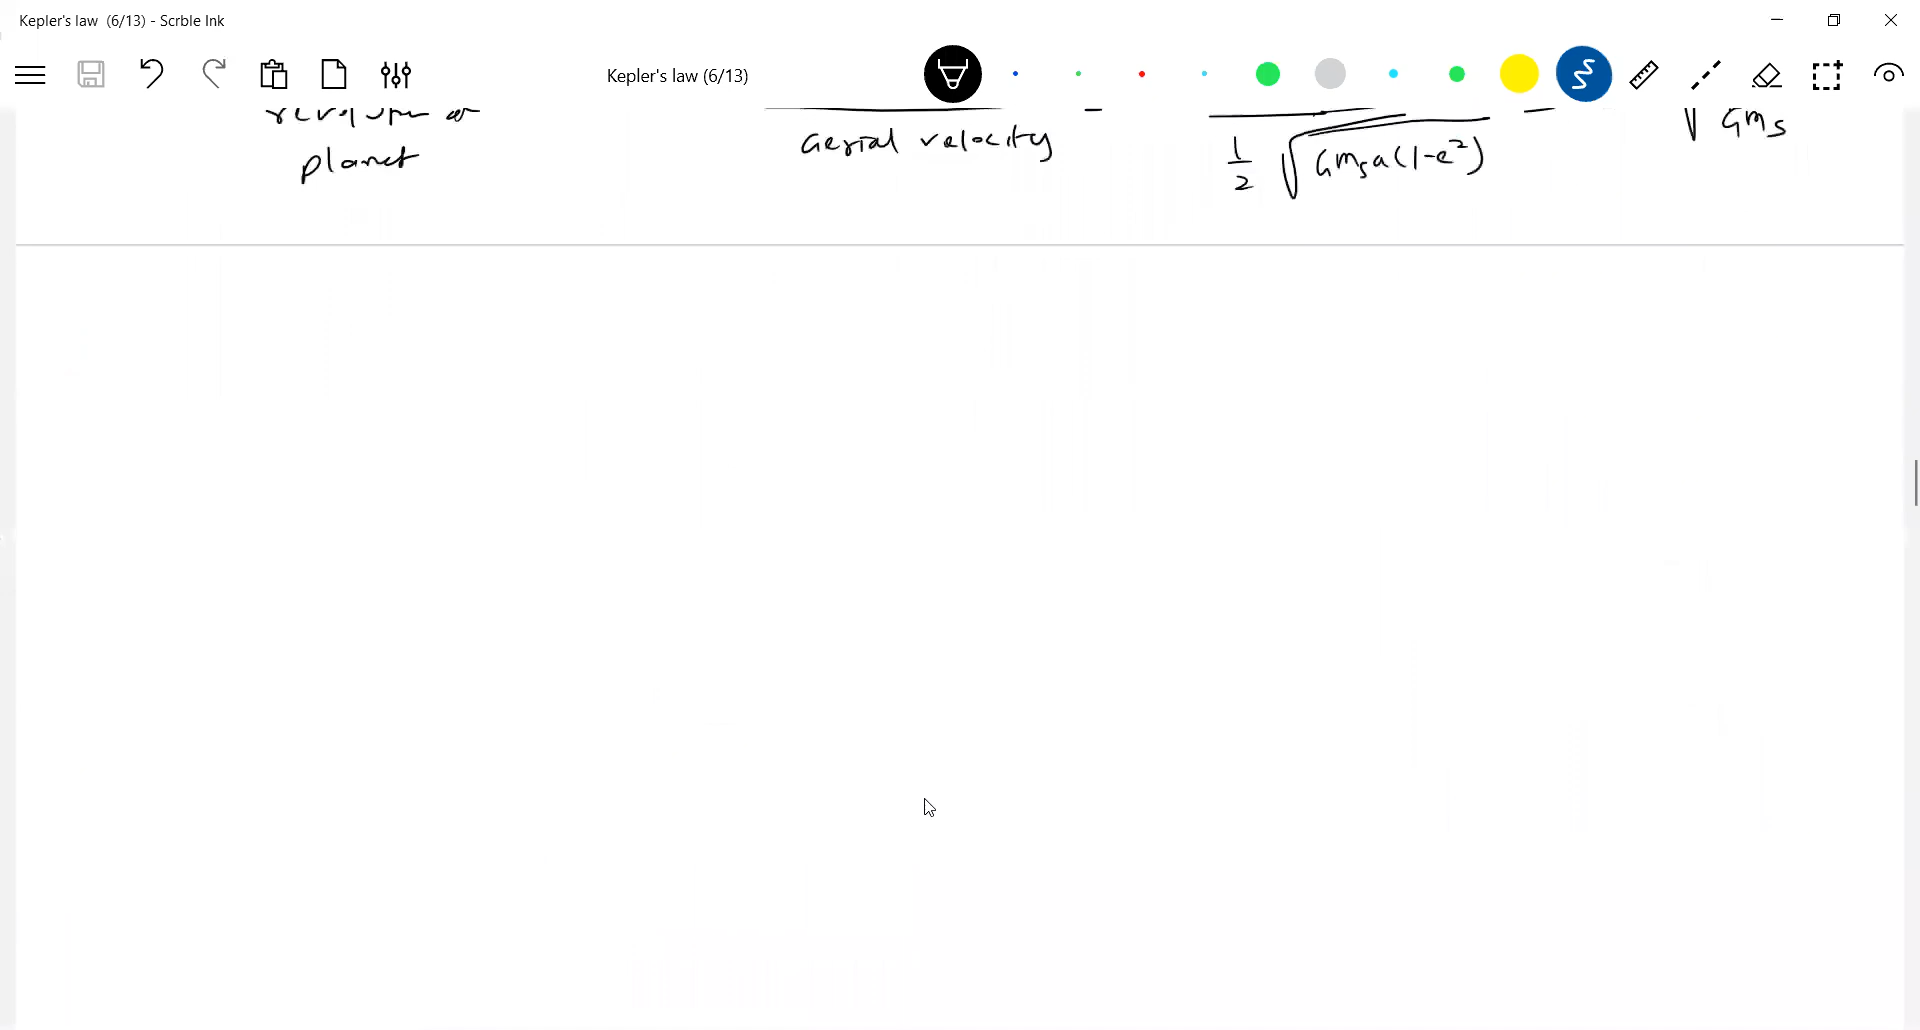 Kepler's law (6/13) - Scrble Ink
Kepler's law (6/13)
planet
aerial velocity
1/2 √Gmₛa(1-e²)
√ Gmₛ